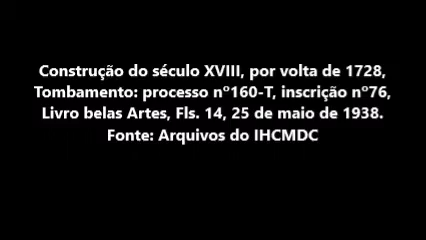 Construção do século XVIII, por volta de 1728,
Tombamento: processo nº160-T, inscrição nº76,
Livro belas Artes, Fls. 14, 25 de maio de 1938.
Fonte: Arquivos do IHCMDC